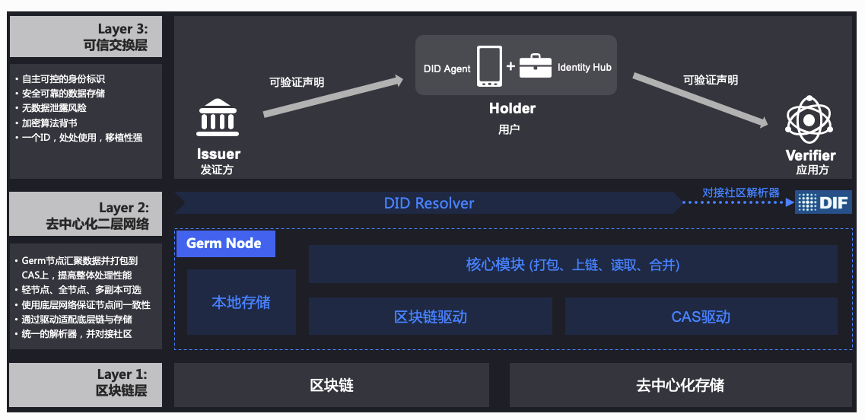 Layer 3:
可信交换层
• 自主可控的身份标识
• 安全可靠的数据存储
• 无数据泄露风险
• 加密算法背书
• 一个ID，处处使用，移植性强
DID Agent
+
Identity Hub
Holder
用户
可验证声明
可验证声明
Issuer
发证方
Verifier
应用方
Layer 2:
去中心化二层网络
• Germ节点汇聚数据并打包到
CAS上，提高整体处理性能
• 轻节点、全节点、多副本可选
• 使用底层网络保证节点间一致性
• 通过驱动适配底层链与存储
• 统一的解析器，并对接社区
DID Resolver
对接社区解析器
DIF
Germ Node
本地存储
核心模块 (打包、上链、读取、合并)
区块链驱动
CAS驱动
Layer 1:
区块链层
区块链
去中心化存储